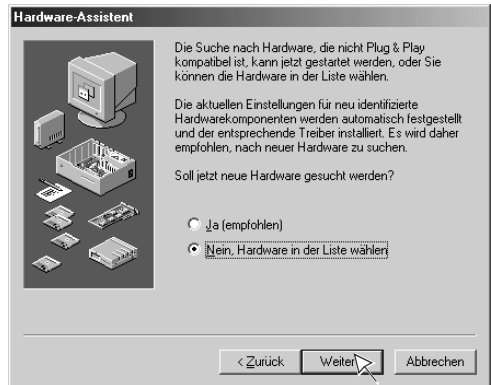 Hardware-Assistent
Die Suche nach Hardware, die nicht Plug & Play
kompatibel ist, kann jetzt gestartet werden, oder Sie
können die Hardware in der Liste wählen.
Die aktuellen Einstellungen für neu identifizierte
Hardwarekomponenten werden automatisch festgestellt
und der entsprechende Treiber installiert. Es wird daher
empfohlen, nach neuer Hardware zu suchen.
Soll jetzt neue Hardware gesucht werden?
Ja (empfohlen)
Nein, Hardware in der Liste wählen
< Zurück Weiter Abbrechen